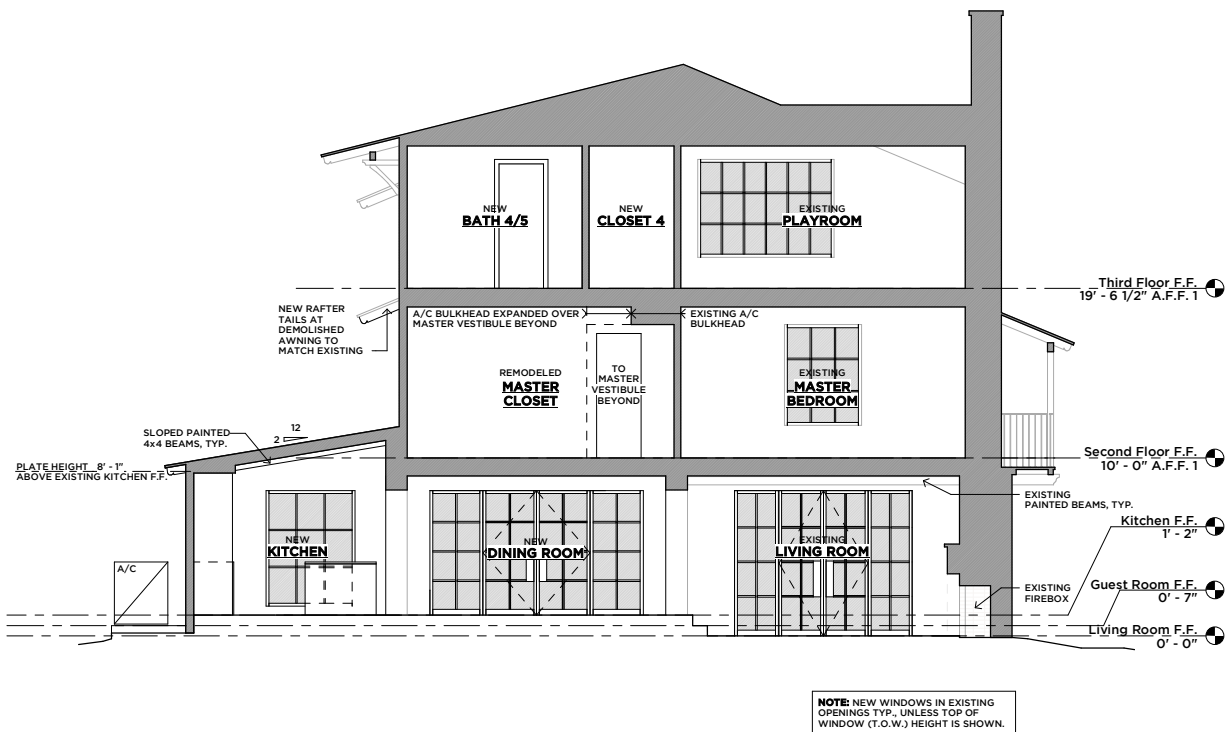 NEW
BATH 4/5
NEW
CLOSET 4
EXISTING
PLAYROOM
Third Floor F.F.
19' - 6 1/2" A.F.F. 1
NEW RAFTER
TAILS AT
DEMOLISHED
AWNING TO
MATCH EXISTING
A/C BULKHEAD EXPANDED OVER
MASTER VESTIBULE BEYOND
EXISTING A/C
BULKHEAD
REMODELED
MASTER
CLOSET
TO
MASTER
VESTIBULE
BEYOND
EXISTING
MASTER
BEDROOM
12
2
SLOPED PAINTED
4x4 BEAMS, TYP.
PLATE HEIGHT 8' - 1"
ABOVE EXISTING KITCHEN F.F.
Second Floor F.F.
10' - 0" A.F.F. 1
EXISTING
PAINTED BEAMS, TYP.
Kitchen F.F.
1' - 2"
NEW
KITCHEN
NEW
DINING ROOM
EXISTING
LIVING ROOM
A/C
EXISTING
FIREBOX
Guest Room F.F.
0' - 7"
Living Room F.F.
0' - 0"
NOTE: NEW WINDOWS IN EXISTING
OPENINGS TYP., UNLESS TOP OF
WINDOW (T.O.W.) HEIGHT IS SHOWN.